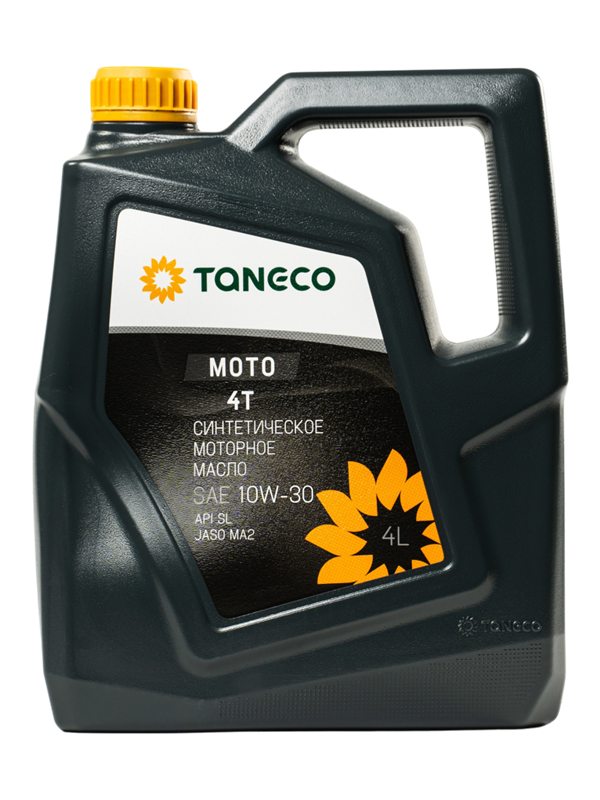 TANECO
MOTO
4T
СИНТЕТИЧЕСКОЕ
МОТОРНОЕ
МАСЛО
SAE 10W-30
API SL
JASO MA2
4L
TANECO